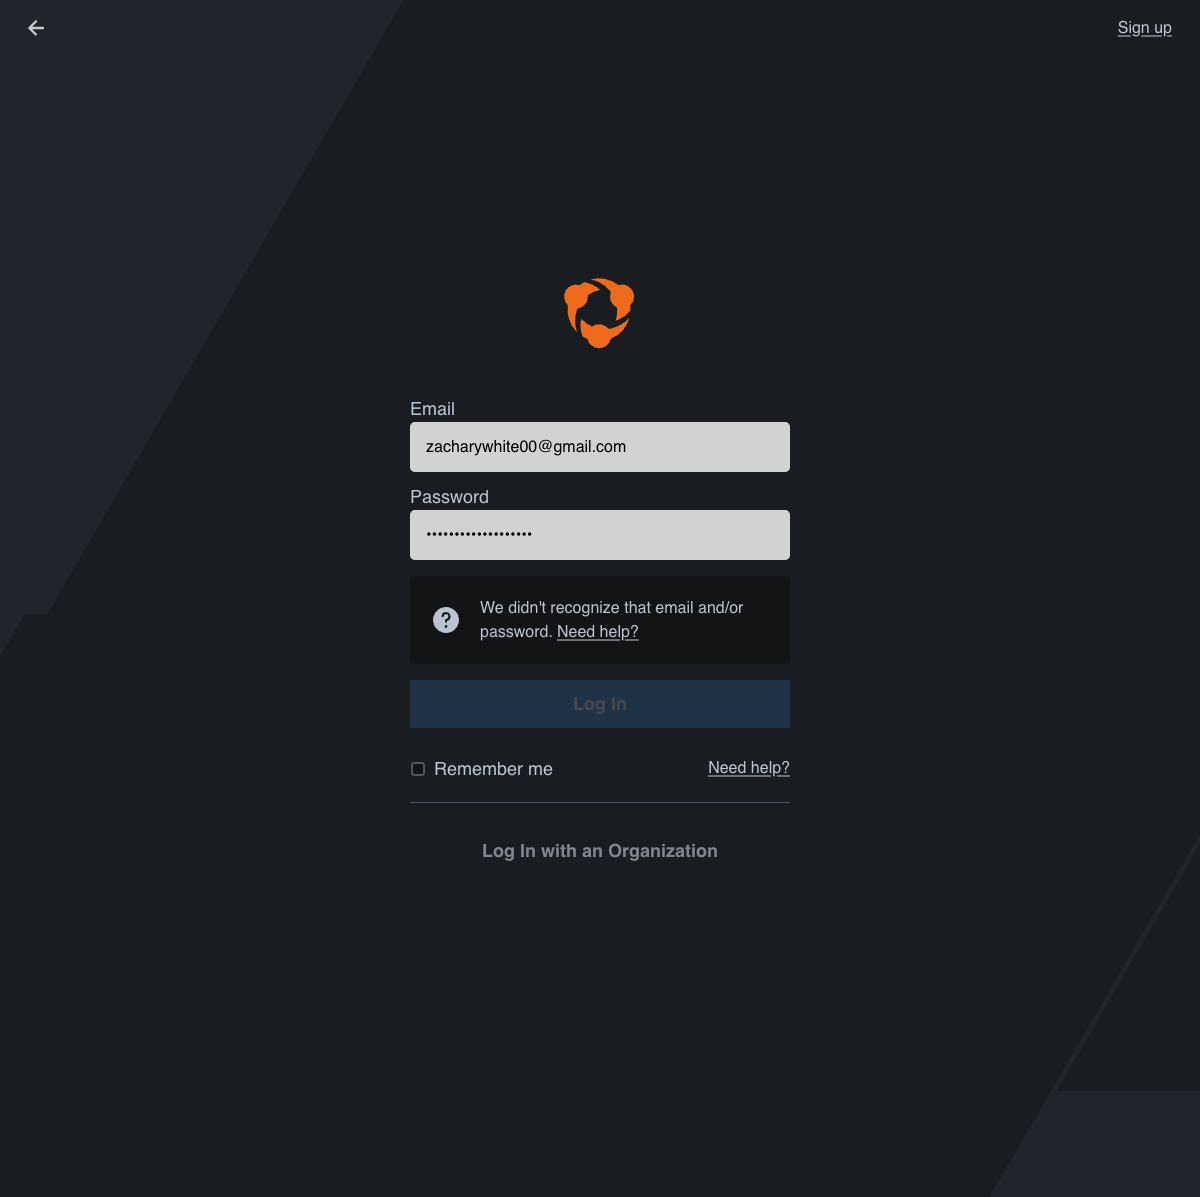 Sign up
Email
zacharywhite00@gmail.com
Password
•••••••••••••••••••
We didn't recognize that email and/or
password. Need help?
Log In
Remember me
Need help?
Log In with an Organization